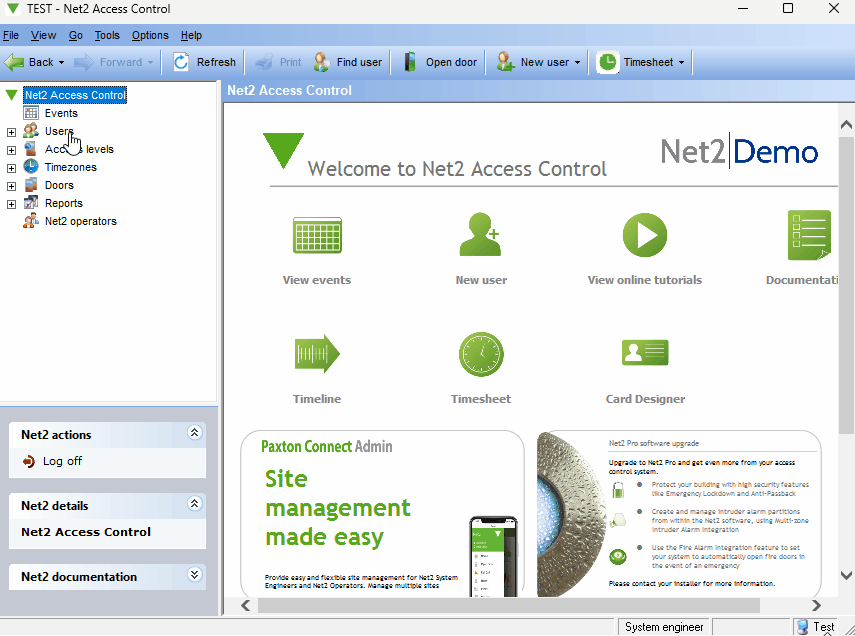 TEST - Net2 Access Control
File View Go Tools Options Help
Back Forward Refresh Print Find user Open door New user Timesheet
Net2 Access Control
Events
Users
Access levels
Timezones
Doors
Reports
Net2 operators
Net2 actions
Log off
Net2 details
Net2 Access Control
Net2 documentation
Net2 Access Control
Welcome to Net2 Access Control
Net2 Demo
View events
New user
View online tutorials
Documentati
Timeline
Timesheet
Card Designer
Paxton Connect Admin
Site
management
made easy
Provide easy and flexible site management for Net2 System
Engineers and Net2 Operators. Manage multiple sites
Net2 Pro software upgrade
Upgrade to Net2 Pro and get even more from your access
control system.
Protect your building with high security features
like Emergency Lockdown and Anti-Passback
Create and manage intruder alarm partitions
from within the Net2 software, using Multi-zone
Intruder Alarm Integration
Use the Fire Alarm Integration feature to set
your system to automatically open fire doors in
the event of an emergency
Please contact your installer for more information.
System engineer
Test